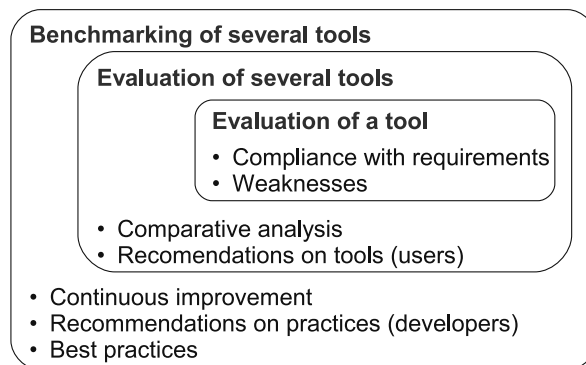 Benchmarking of several tools
Evaluation of several tools
Evaluation of a tool
• Compliance with requirements
• Weaknesses
• Comparative analysis
• Recomendations on tools (users)
• Continuous improvement
• Recommendations on practices (developers)
• Best practices